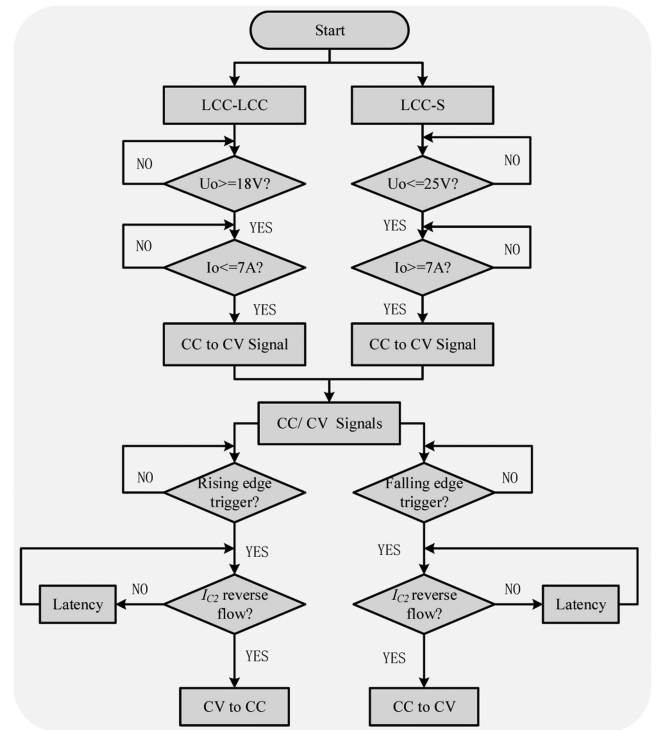 Start
LCC-LCC
LCC-S
NO
Uo>=18V?
Uo<=25V?
NO
YES
YES
NO
Io<=7A?
Io>=7A?
NO
YES
YES
CC to CV Signal
CC to CV Signal
CC/ CV Signals
NO
Rising edge
trigger?
Falling edge
trigger?
NO
YES
YES
Latency
NO
IC2 reverse
flow?
IC2 reverse
flow?
NO
Latency
YES
YES
CV to CC
CC to CV